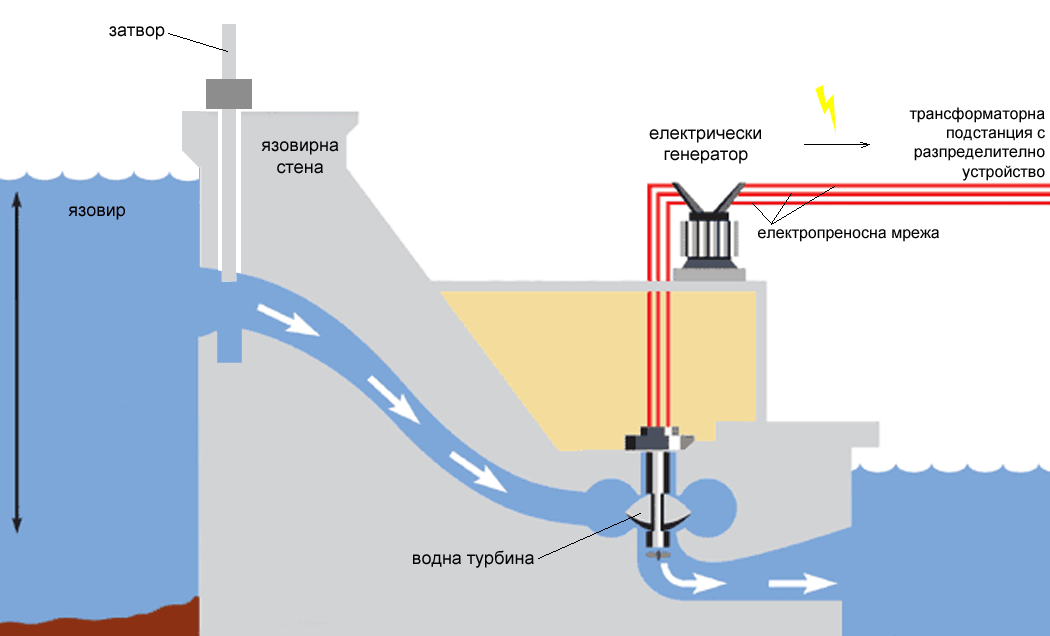 затвор
язовирна
стена
язовир
електрически
генератор
трансформаторна
подстанция с
разпределително
устройство
електропреносна мрежа
водна турбина